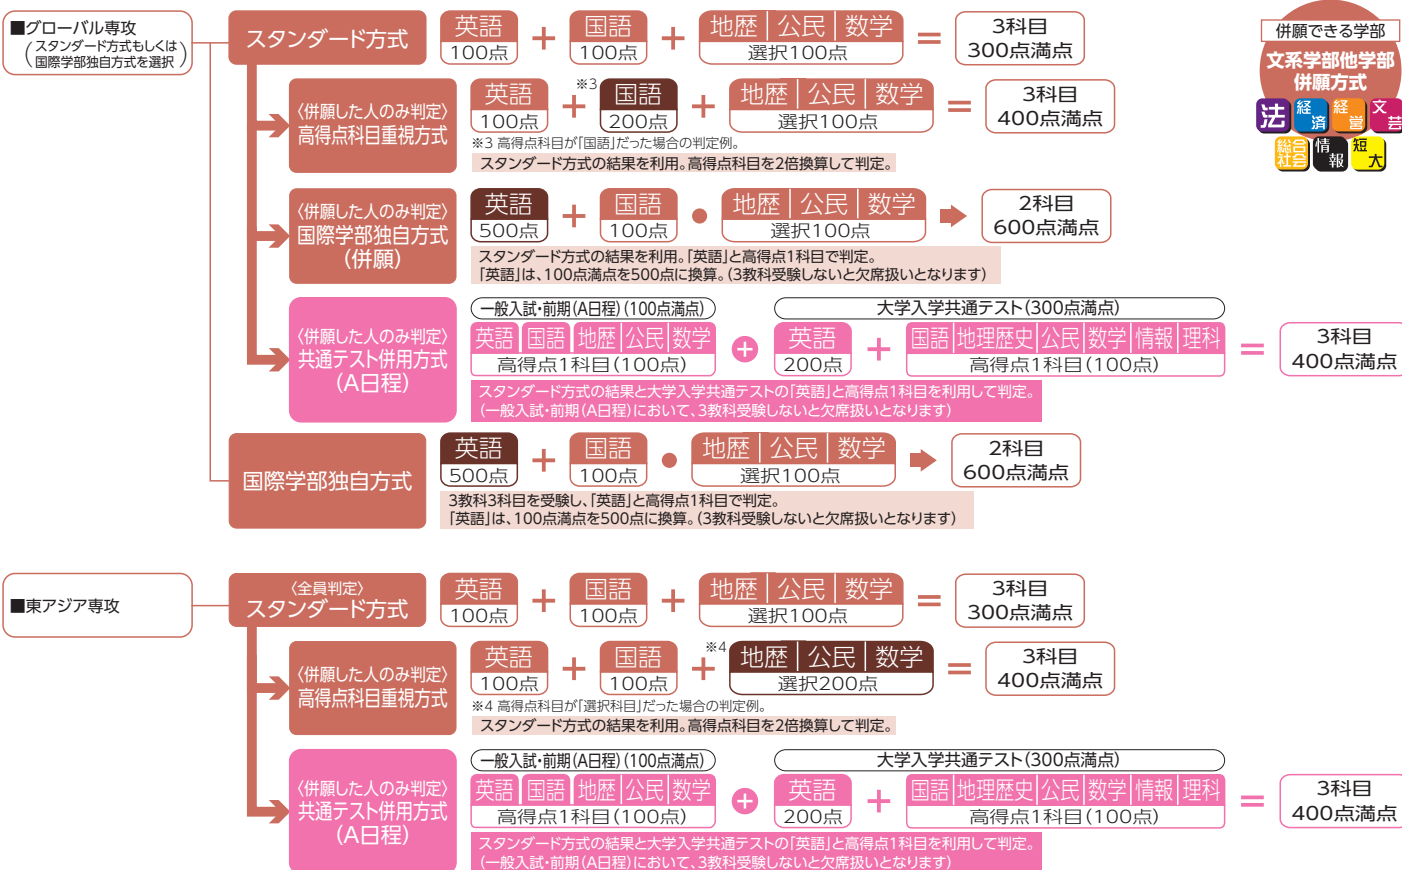 ■グローバル専攻
(スタンダード方式もしくは
国際学部独自方式を選択)
スタンダード方式
英語
100点
+
国語
100点
+
地歴 公民 数学
選択100点
=
3科目
300点満点
〈併願した人のみ判定〉
高得点科目重視方式
英語
100点
+
※3
国語
200点
+
地歴 公民 数学
選択100点
=
3科目
400点満点
※3 高得点科目が「国語」だった場合の判定例。
スタンダード方式の結果を利用。高得点科目を2倍換算して判定。
〈併願した人のみ判定〉
国際学部独自方式
(併願)
英語
500点
+
国語
100点
●
地歴 公民 数学
選択100点
2科目
600点満点
スタンダード方式の結果を利用。「英語」と高得点1科目で判定。
「英語」は、100点満点を500点に換算。(3教科受験しないと欠席扱いとなります)
〈併願した人のみ判定〉
共通テスト併用方式
(A日程)
一般入試・前期(A日程)(100点満点)
英語 国語 地歴 公民 数学
高得点1科目(100点)
+
大学入学共通テスト(300点満点)
英語
200点
+
国語 地理歴史 公民 数学 情報 理科
高得点1科目(100点)
=
3科目
400点満点
スタンダード方式の結果と大学入学共通テストの「英語」と高得点1科目を利用して判定。
(一般入試・前期(A日程)において、3教科受験しないと欠席扱いとなります)
国際学部独自方式
英語
500点
+
国語
100点
●
地歴 公民 数学
選択100点
2科目
600点満点
3教科3科目を受験し、「英語」と高得点1科目で判定。
「英語」は、100点満点を500点に換算。(3教科受験しないと欠席扱いとなります)
併願できる学部
文系学部他学部
併願方式
法 経済 経営 文芸
総合社会 情報 短大
■東アジア専攻
〈全員判定〉
スタンダード方式
英語
100点
+
国語
100点
+
地歴 公民 数学
選択100点
=
3科目
300点満点
〈併願した人のみ判定〉
高得点科目重視方式
英語
100点
+
国語
100点
+
※4
地歴 公民 数学
選択200点
=
3科目
400点満点
※4 高得点科目が「選択科目」だった場合の判定例。
スタンダード方式の結果を利用。高得点科目を2倍換算して判定。
〈併願した人のみ判定〉
共通テスト併用方式
(A日程)
一般入試・前期(A日程)(100点満点)
英語 国語 地歴 公民 数学
高得点1科目(100点)
+
大学入学共通テスト(300点満点)
英語
200点
+
国語 地理歴史 公民 数学 情報 理科
高得点1科目(100点)
=
3科目
400点満点
スタンダード方式の結果と大学入学共通テストの「英語」と高得点1科目を利用して判定。
(一般入試・前期(A日程)において、3教科受験しないと欠席扱いとなります)